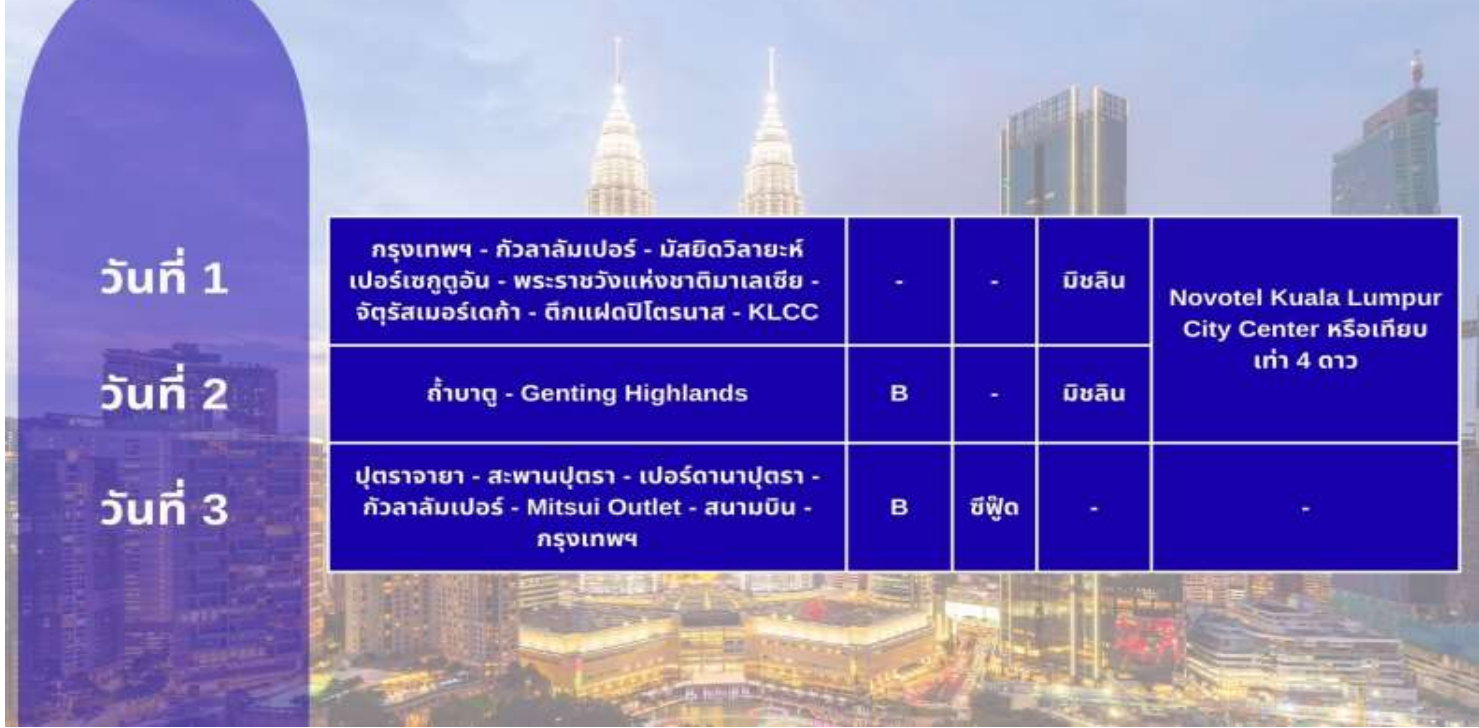 วันที่ 1
กรุงเทพฯ - กัวลาลัมเปอร์ - มัสยิดวิลายะห์
เปอร์เซกูตูอัน - พระราชวังแห่งชาติมาเลเซีย -
จัตุรัสเมอร์เดก้า - ตึกแฝดปิโตรนาส - KLCC
-
-
มิชลิน
Novotel Kuala Lumpur
City Center หรือเทียบ
เท่า 4 ดาว
วันที่ 2
ถ้ำบาตู - Genting Highlands
B
-
มิชลิน
วันที่ 3
ปุตราจายา - สะพานปุตรา - เปอร์ดานาปุตรา -
กัวลาลัมเปอร์ - Mitsui Outlet - สนามบิน -
กรุงเทพฯ
B
ซีฟู๊ด
-
-